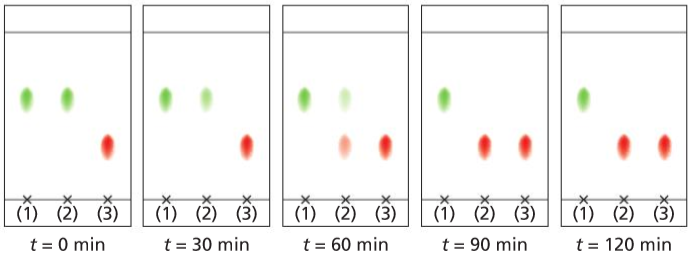 (1) (2) (3)
t = 0 min
(1) (2) (3)
t = 30 min
(1) (2) (3)
t = 60 min
(1) (2) (3)
t = 90 min
(1) (2) (3)
t = 120 min